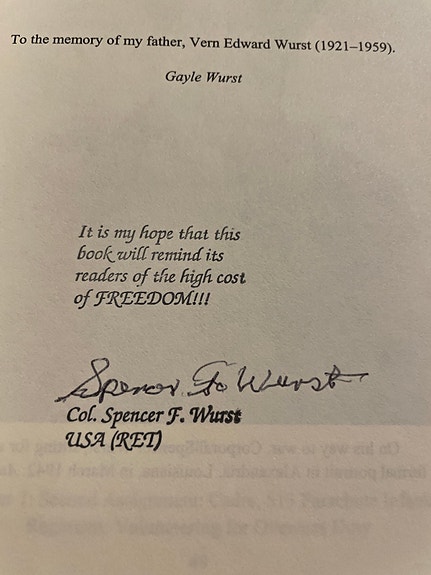 To the memory of my father, Vern Edward Wurst (1921–1959).
Gayle Wurst
It is my hope that this
book will remind its
readers of the high cost
of FREEDOM!!!
Spencer F. Wurst
Col. Spencer F. Wurst
USA (RET)